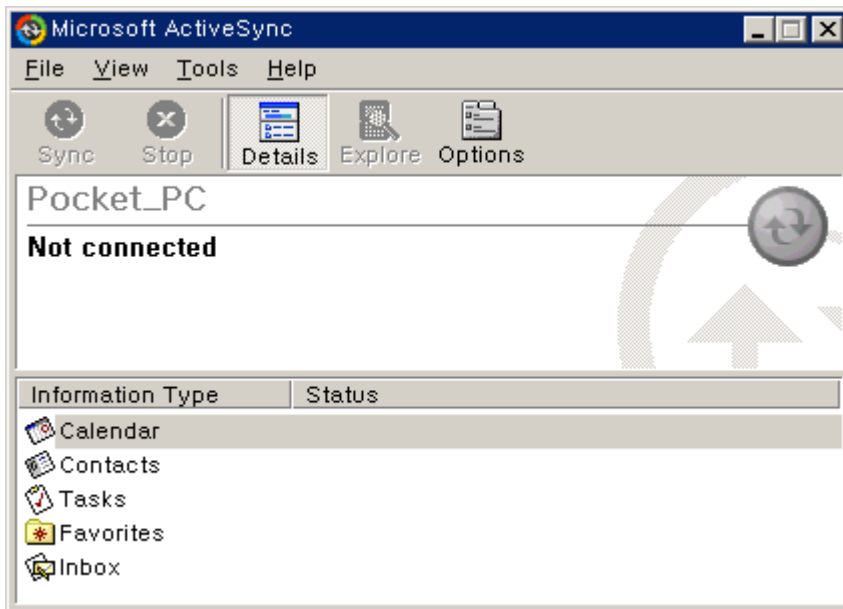 Microsoft ActiveSync
File View Tools Help
Sync Stop Details Explore Options
Pocket_PC
Not connected
Information Type Status
Calendar
Contacts
Tasks
Favorites
Inbox